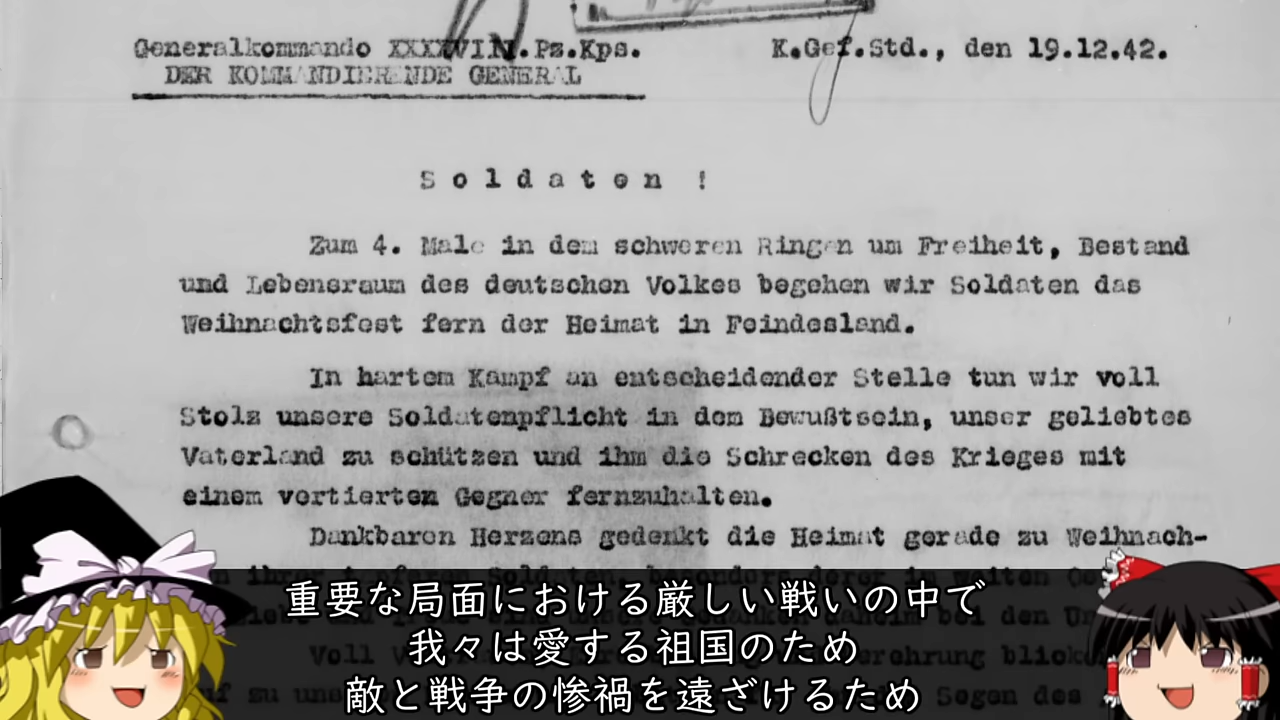 Generalkommando XXXXVIII.Pz.Kps. K.Gef.Std., den 19.12.42.
DER KOMMANDIERENDE GENERAL
Soldaten !
Zum 4. Male in dem schweren Ringen um Freiheit, Bestand
und Lebensraum des deutschen Volkes begehen wir Soldaten das
Weihnachtsfest fern der Heimat in Feindesland.
In hartem Kampf an entscheidender Stelle tun wir voll
Stolz unsere Soldatenpflicht in dem Bewußtsein, unser geliebtes
Vaterland zu schützen und ihm die Schrecken des Krieges mit
einem vertierten Gegner fernzuhalten.
Dankbaren Herzens gedenkt die Heimat gerade zu Weihnach-
重要な局面における厳しい戦いの中で
我々は愛する祖国のため
敵と戦争の惨禍を遠ざけるため